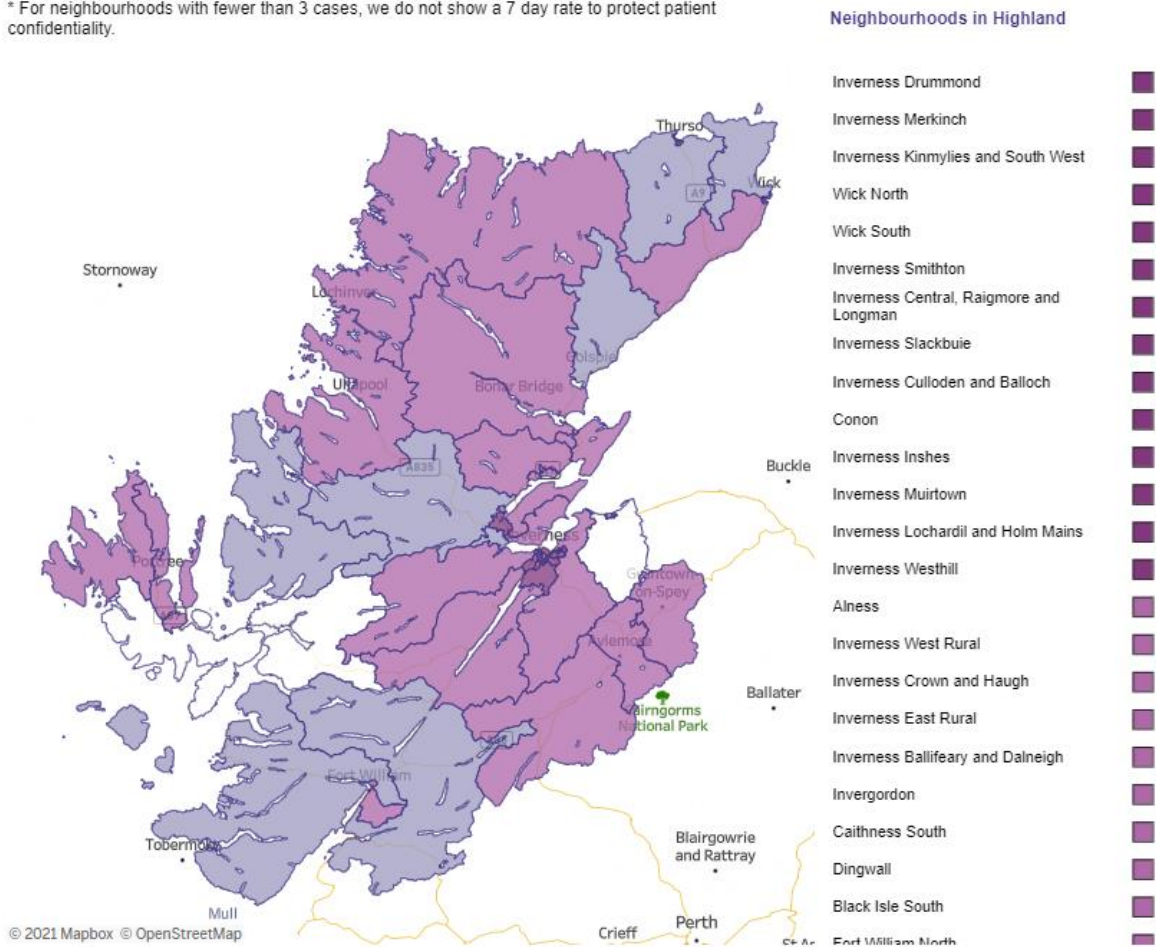 * For neighbourhoods with fewer than 3 cases, we do not show a 7 day rate to protect patient
confidentiality.
Neighbourhoods in Highland
Inverness Drummond
Inverness Merkinch
Inverness Kinmylies and South West
Wick North
Wick South
Inverness Smithton
Inverness Central, Raigmore and
Longman
Inverness Slackbuie
Inverness Culloden and Balloch
Conon
Inverness Inshes
Inverness Muirtown
Inverness Lochardil and Holm Mains
Inverness Westhill
Alness
Inverness West Rural
Inverness Crown and Haugh
Inverness East Rural
Inverness Ballifeary and Dalneigh
Invergordon
Caithness South
Dingwall
Black Isle South
Fort William North
Thurso
Wick
A9
Stornoway
Lochinver
Golspie
Ullapool
Bonar Bridge
A835
Buckle
Inverness
Portree
Grantown-
on-Spey
Aviemore
Ballater
Cairngorms
National Park
Fort William
Tobermory
Blairgowrie
and Rattray
Mull
Perth
Crieff
© 2021 Mapbox © OpenStreetMap